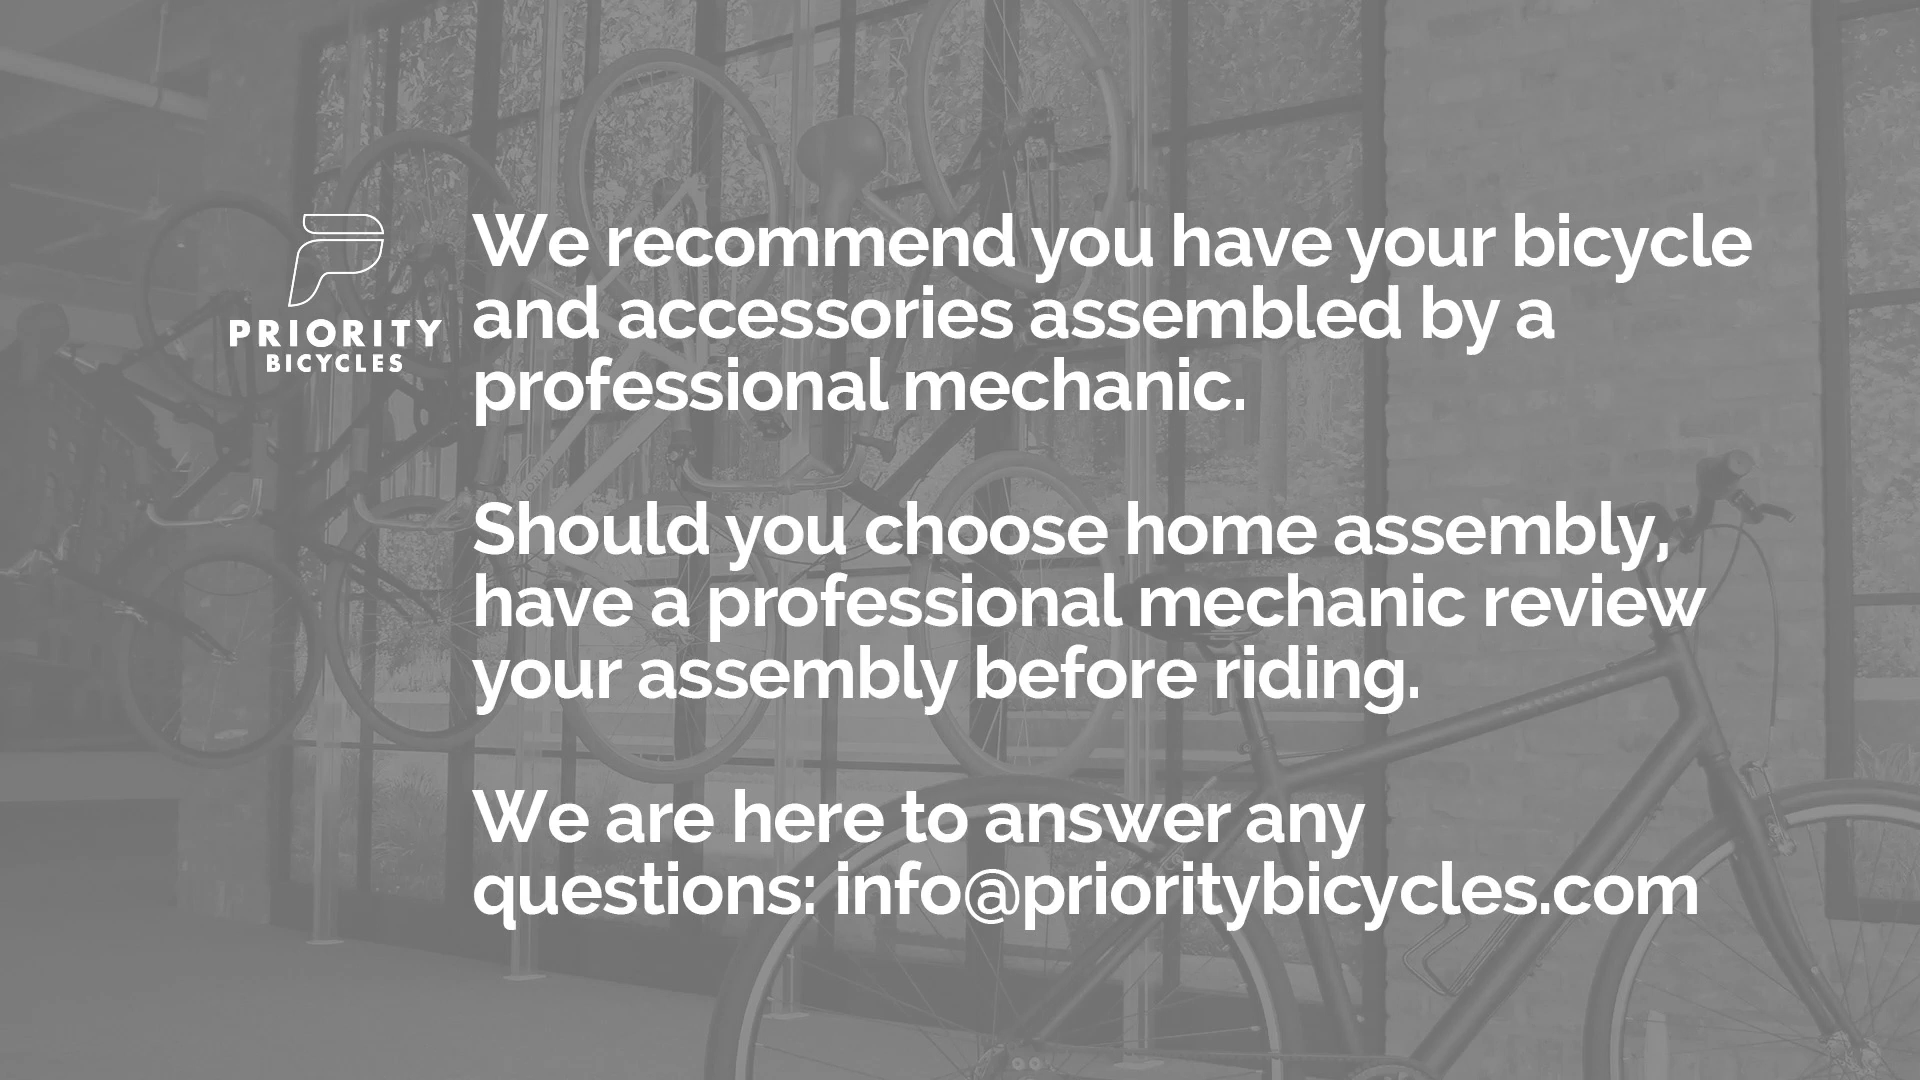 PRIORITY
BICYCLES
We recommend you have your bicycle
and accessories assembled by a
professional mechanic.
Should you choose home assembly,
have a professional mechanic review
your assembly before riding.
We are here to answer any
questions: info@prioritybicycles.com